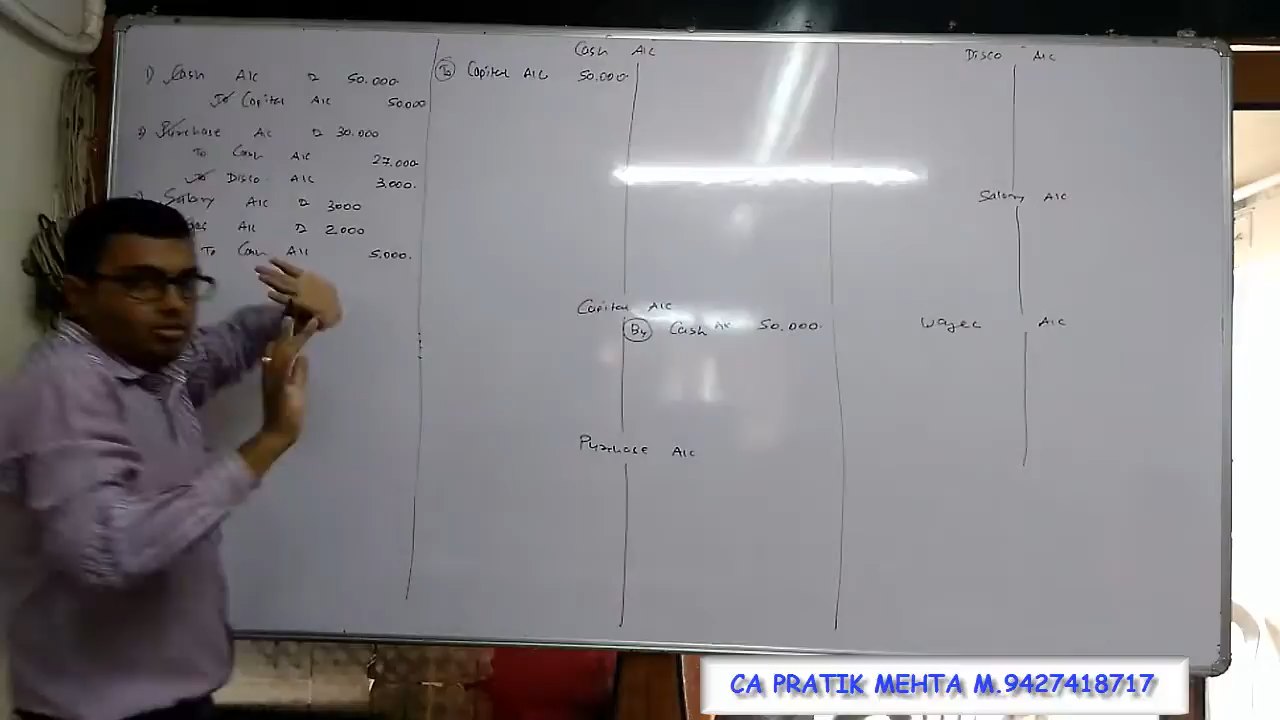 1) Cash A/c Dr 50.000
To Capital A/c 50.000
2) Purchase A/c Dr 30.000
To Cash A/c 27.000
To Disco A/c 3.000.
3) Salary A/c Dr 3000
A/c Dr 2.000
To Cash A/c 5.000.
Cash A/c
To Capital A/c 50.000
Capital A/c
By Cash A/c 50.000
Purchase A/c
Disco A/c
Salary A/c
Wages A/c
CA PRATIK MEHTA M.9427418717